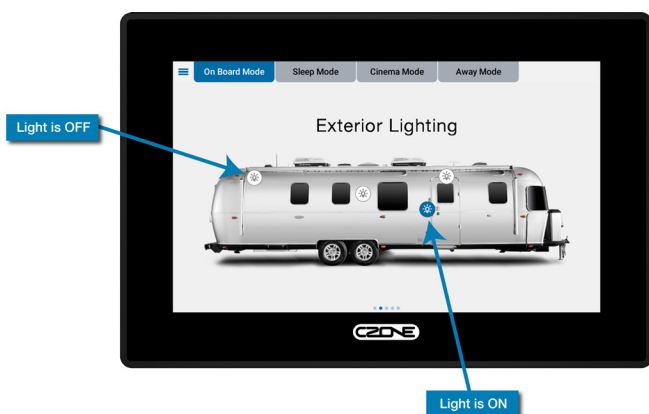 On Board Mode
Sleep Mode
Cinema Mode
Away Mode
Exterior Lighting
Light is OFF
CZONE
Light is ON